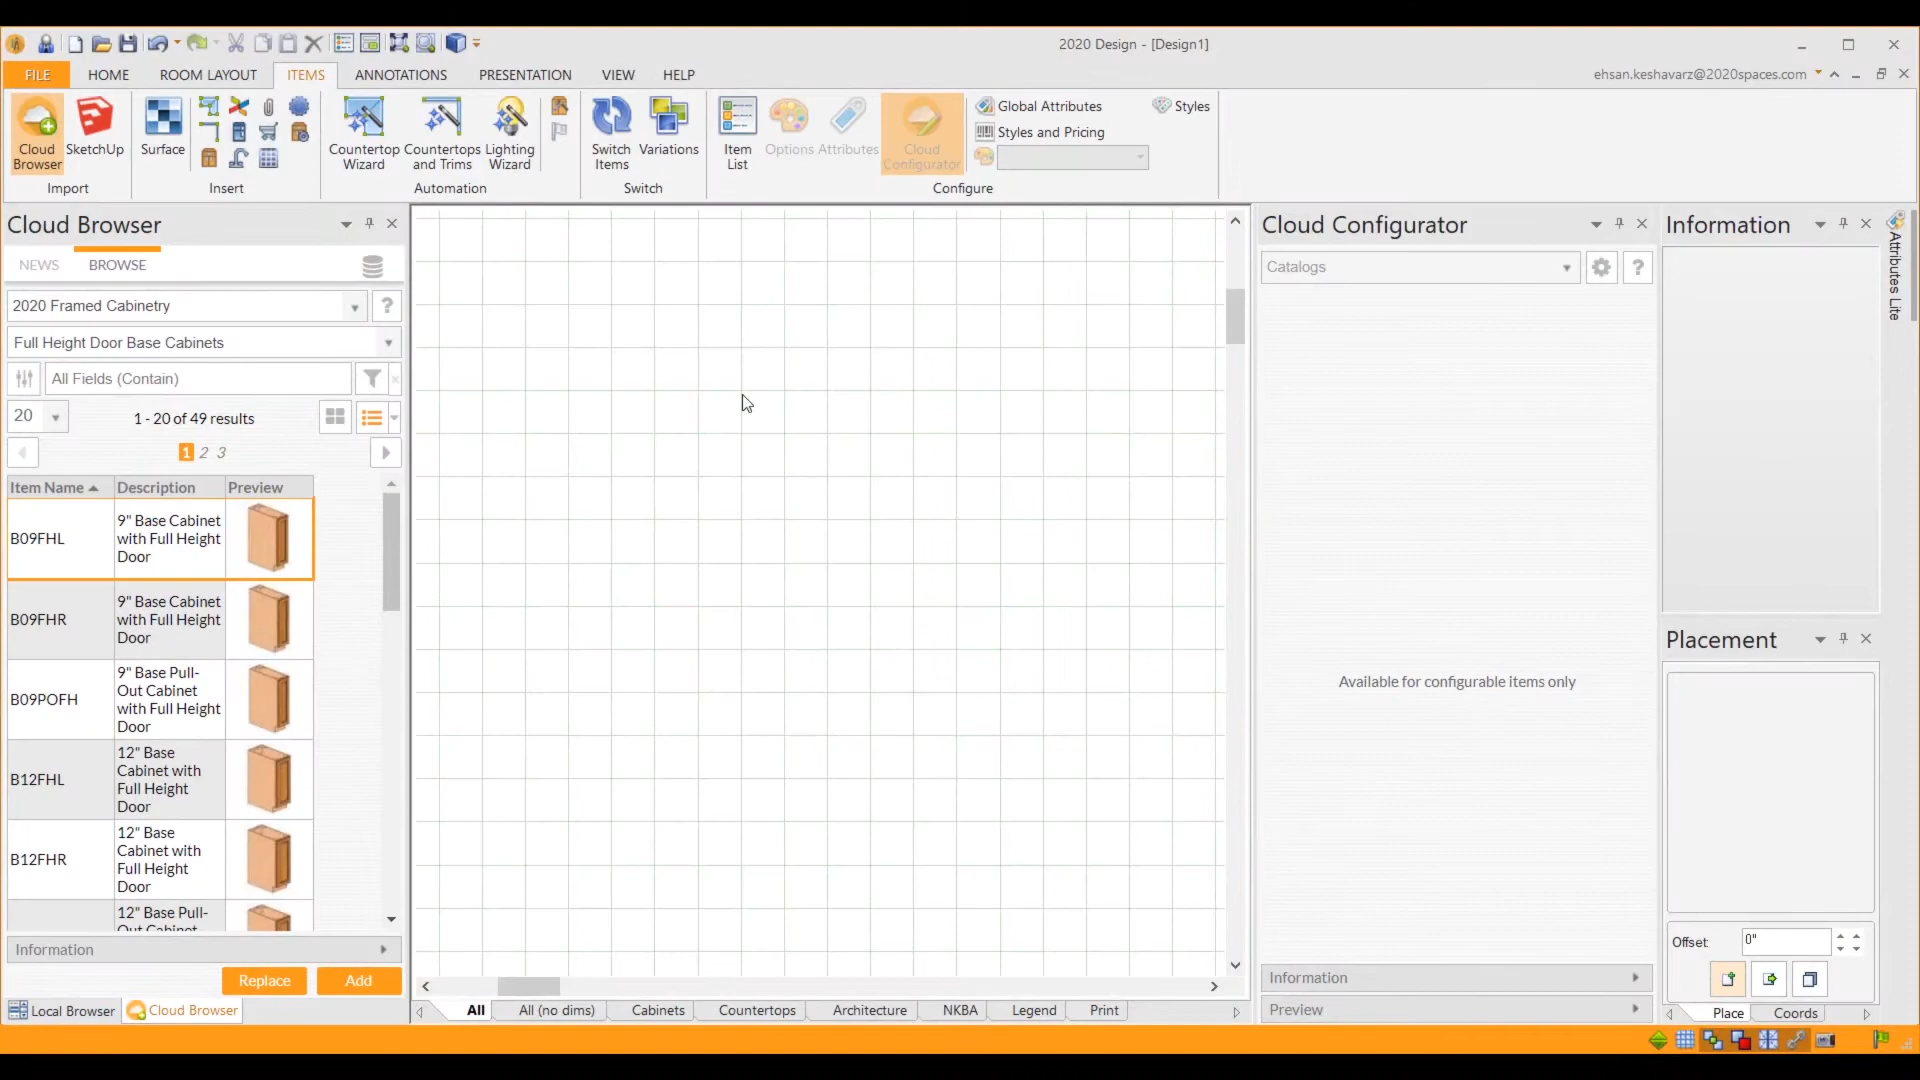 2020 Design - [Design1]
FILE HOME ROOM LAYOUT ITEMS ANNOTATIONS PRESENTATION VIEW HELP
ehsan.keshavarz@2020spaces.com
Cloud Browser
SketchUp
Import
Surface
Insert
Countertop Wizard
Countertops and Trims
Lighting Wizard
Automation
Switch Items
Variations
Switch
Item List
Options
Attributes
Cloud Configurator
Global Attributes
Styles and Pricing
Styles
Configure
Cloud Browser
NEWS BROWSE
2020 Framed Cabinetry
?
Full Height Door Base Cabinets
All Fields (Contain)
20
1 - 20 of 49 results
1 2 3
Item Name Description Preview
B09FHL
9" Base Cabinet
with Full Height
Door
B09FHR
9" Base Cabinet
with Full Height
Door
B09POFH
9" Base Pull-
Out Cabinet
with Full Height
Door
B12FHL
12" Base
Cabinet with
Full Height
Door
B12FHR
12" Base
Cabinet with
Full Height
Door
12" Base Pull-
Out Cabinet
Information
Replace Add
Local Browser Cloud Browser
All All (no dims) Cabinets Countertops Architecture NKBA Legend Print
Cloud Configurator
Catalogs
?
Available for configurable items only
Information
Preview
Information
Attributes Lite
Placement
Offset: 0"
Place Coords